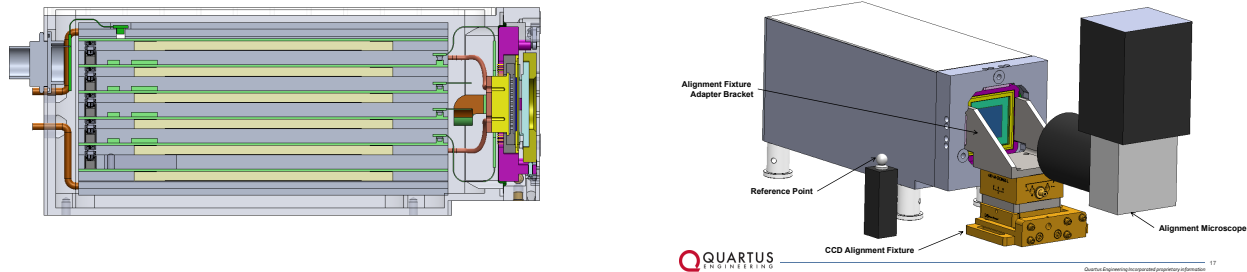 Alignment Fixture
Adapter Bracket
Reference Point
CCD Alignment Fixture
Alignment Microscope
QUARTUS
ENGINEERING
17
Quartus Engineering Incorporated proprietary information